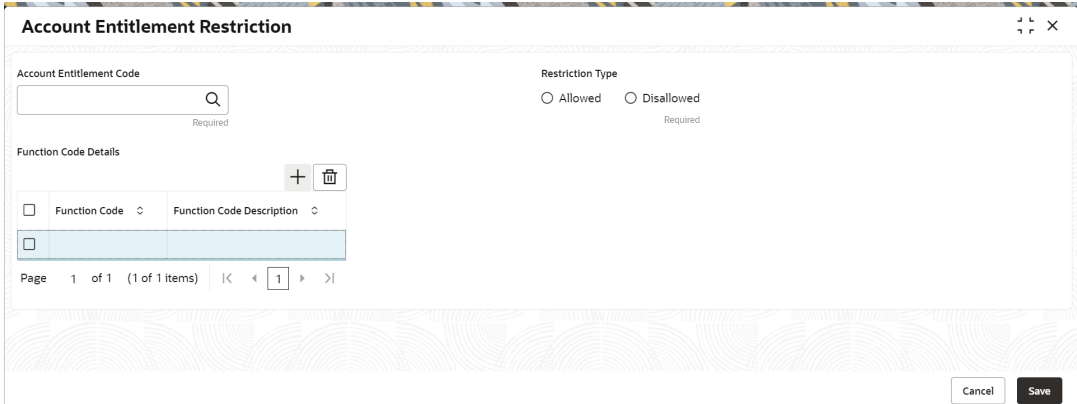 Account Entitlement Restriction
Account Entitlement Code
Required
Restriction Type
Allowed Disallowed
Required
Function Code Details
Function Code Function Code Description
Page 1 of 1 (1 of 1 items) 1
Cancel Save